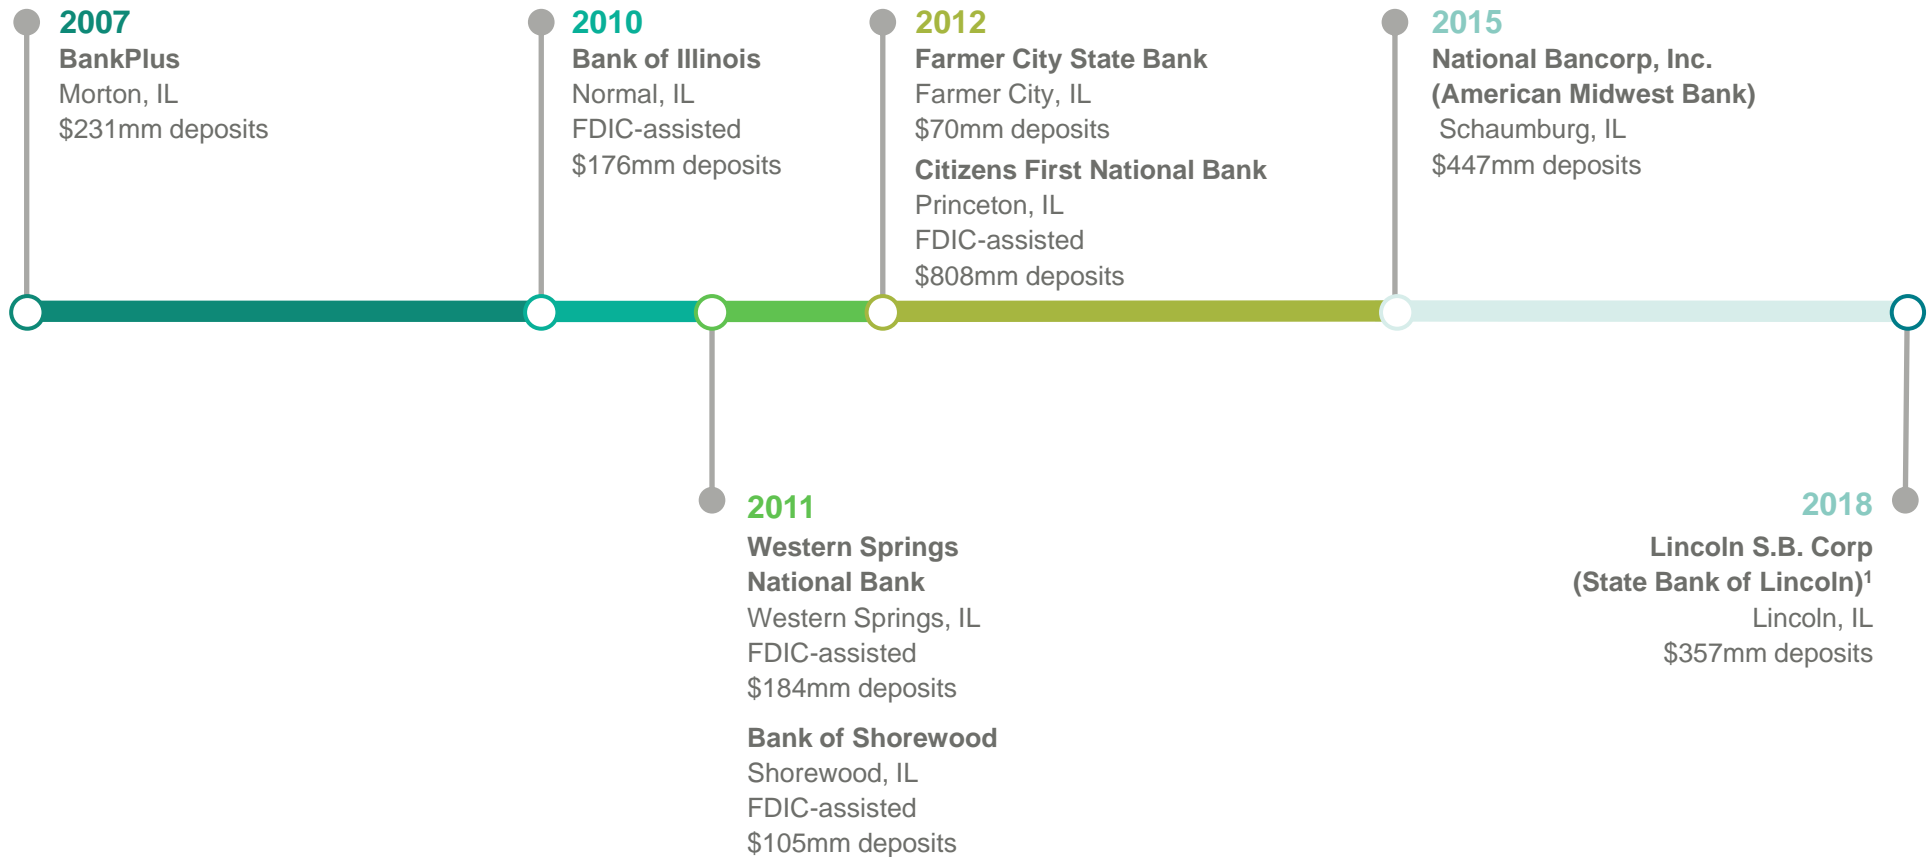 2007
BankPlus
Morton, IL
$231mm deposits
2010
Bank of Illinois
Normal, IL
FDIC-assisted
$176mm deposits
2012
Farmer City State Bank
Farmer City, IL
$70mm deposits
Citizens First National Bank
Princeton, IL
FDIC-assisted
$808mm deposits
2015
National Bancorp, Inc.
(American Midwest Bank)
Schaumburg, IL
$447mm deposits
2011
Western Springs
National Bank
Western Springs, IL
FDIC-assisted
$184mm deposits
Bank of Shorewood
Shorewood, IL
FDIC-assisted
$105mm deposits
2018
Lincoln S.B. Corp
(State Bank of Lincoln)¹
Lincoln, IL
$357mm deposits